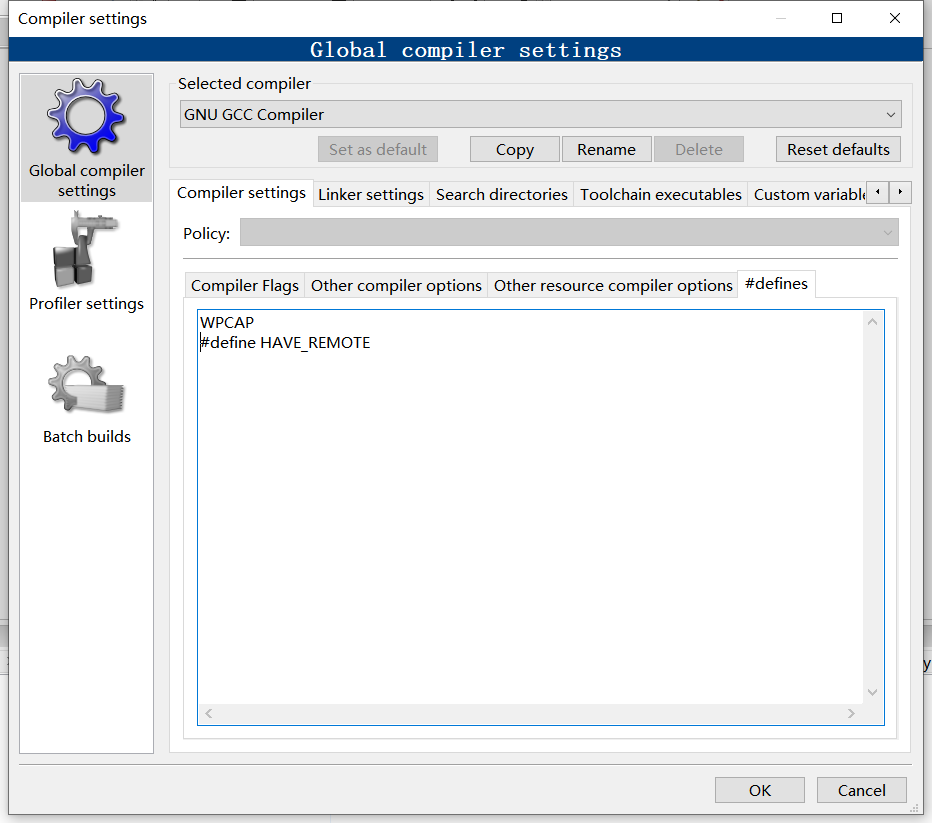 Compiler settings
Global compiler settings
Global compiler
settings
Profiler settings
Batch builds
Selected compiler
GNU GCC Compiler
Set as default
Copy
Rename
Delete
Reset defaults
Compiler settings
Linker settings
Search directories
Toolchain executables
Custom variable
Policy:
Compiler Flags
Other compiler options
Other resource compiler options
#defines
WPCAP
#define HAVE_REMOTE
OK
Cancel
y